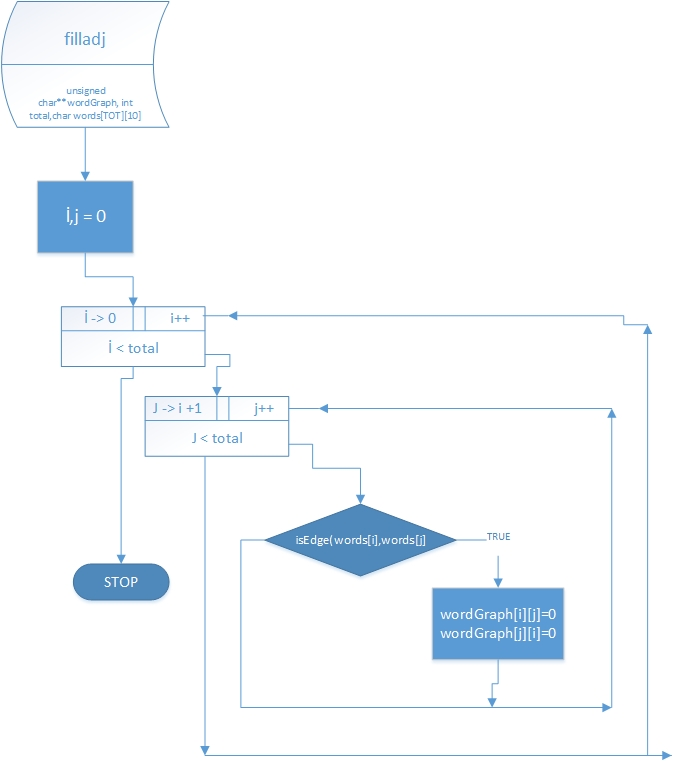 filladj
unsigned
char** wordGraph, int
total,char words[TOT][10]
İ,j = 0
İ -> 0
i++
İ < total
J -> i +1
j++
J < total
isEdge( words[i],words[j]
TRUE
wordGraph[i][j]=0
wordGraph[j][i]=0
STOP